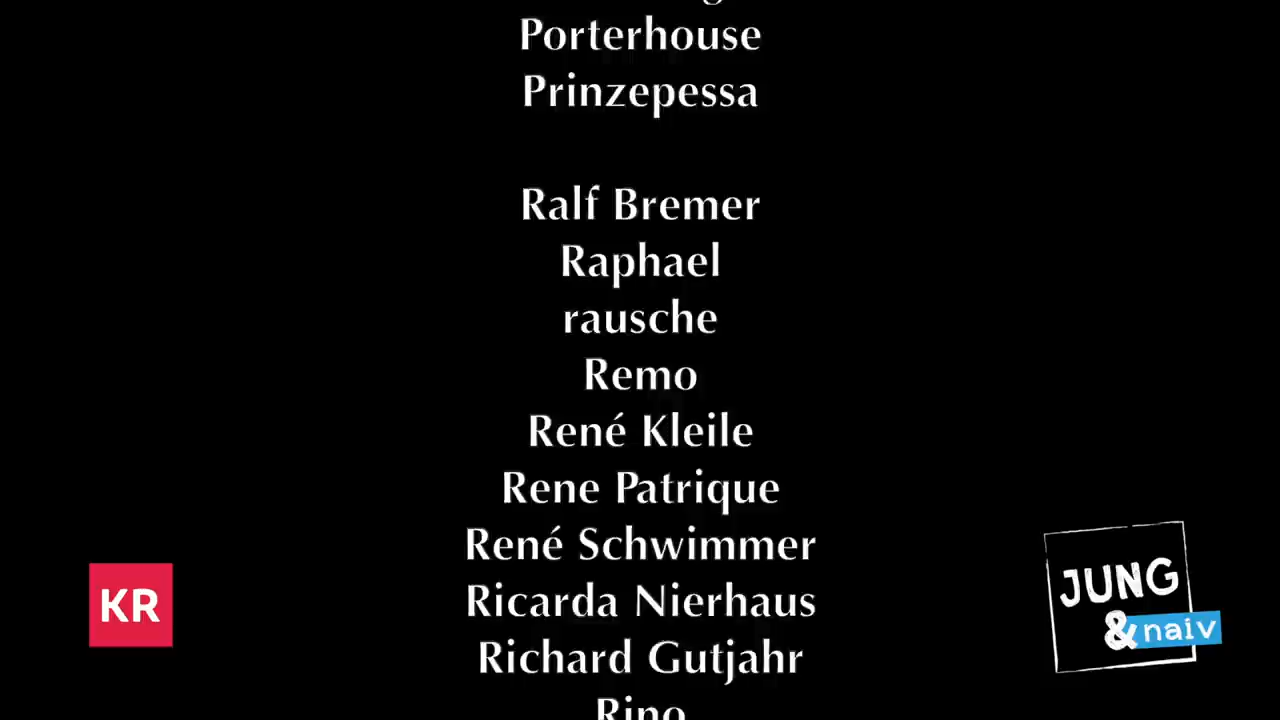 Porterhouse
Prinzepessa
Ralf Bremer
Raphael
rausche
Remo
René Kleile
Rene Patrique
René Schwimmer
Ricarda Nierhaus
Richard Gutjahr
Rino
KR
JUNG
& naiv